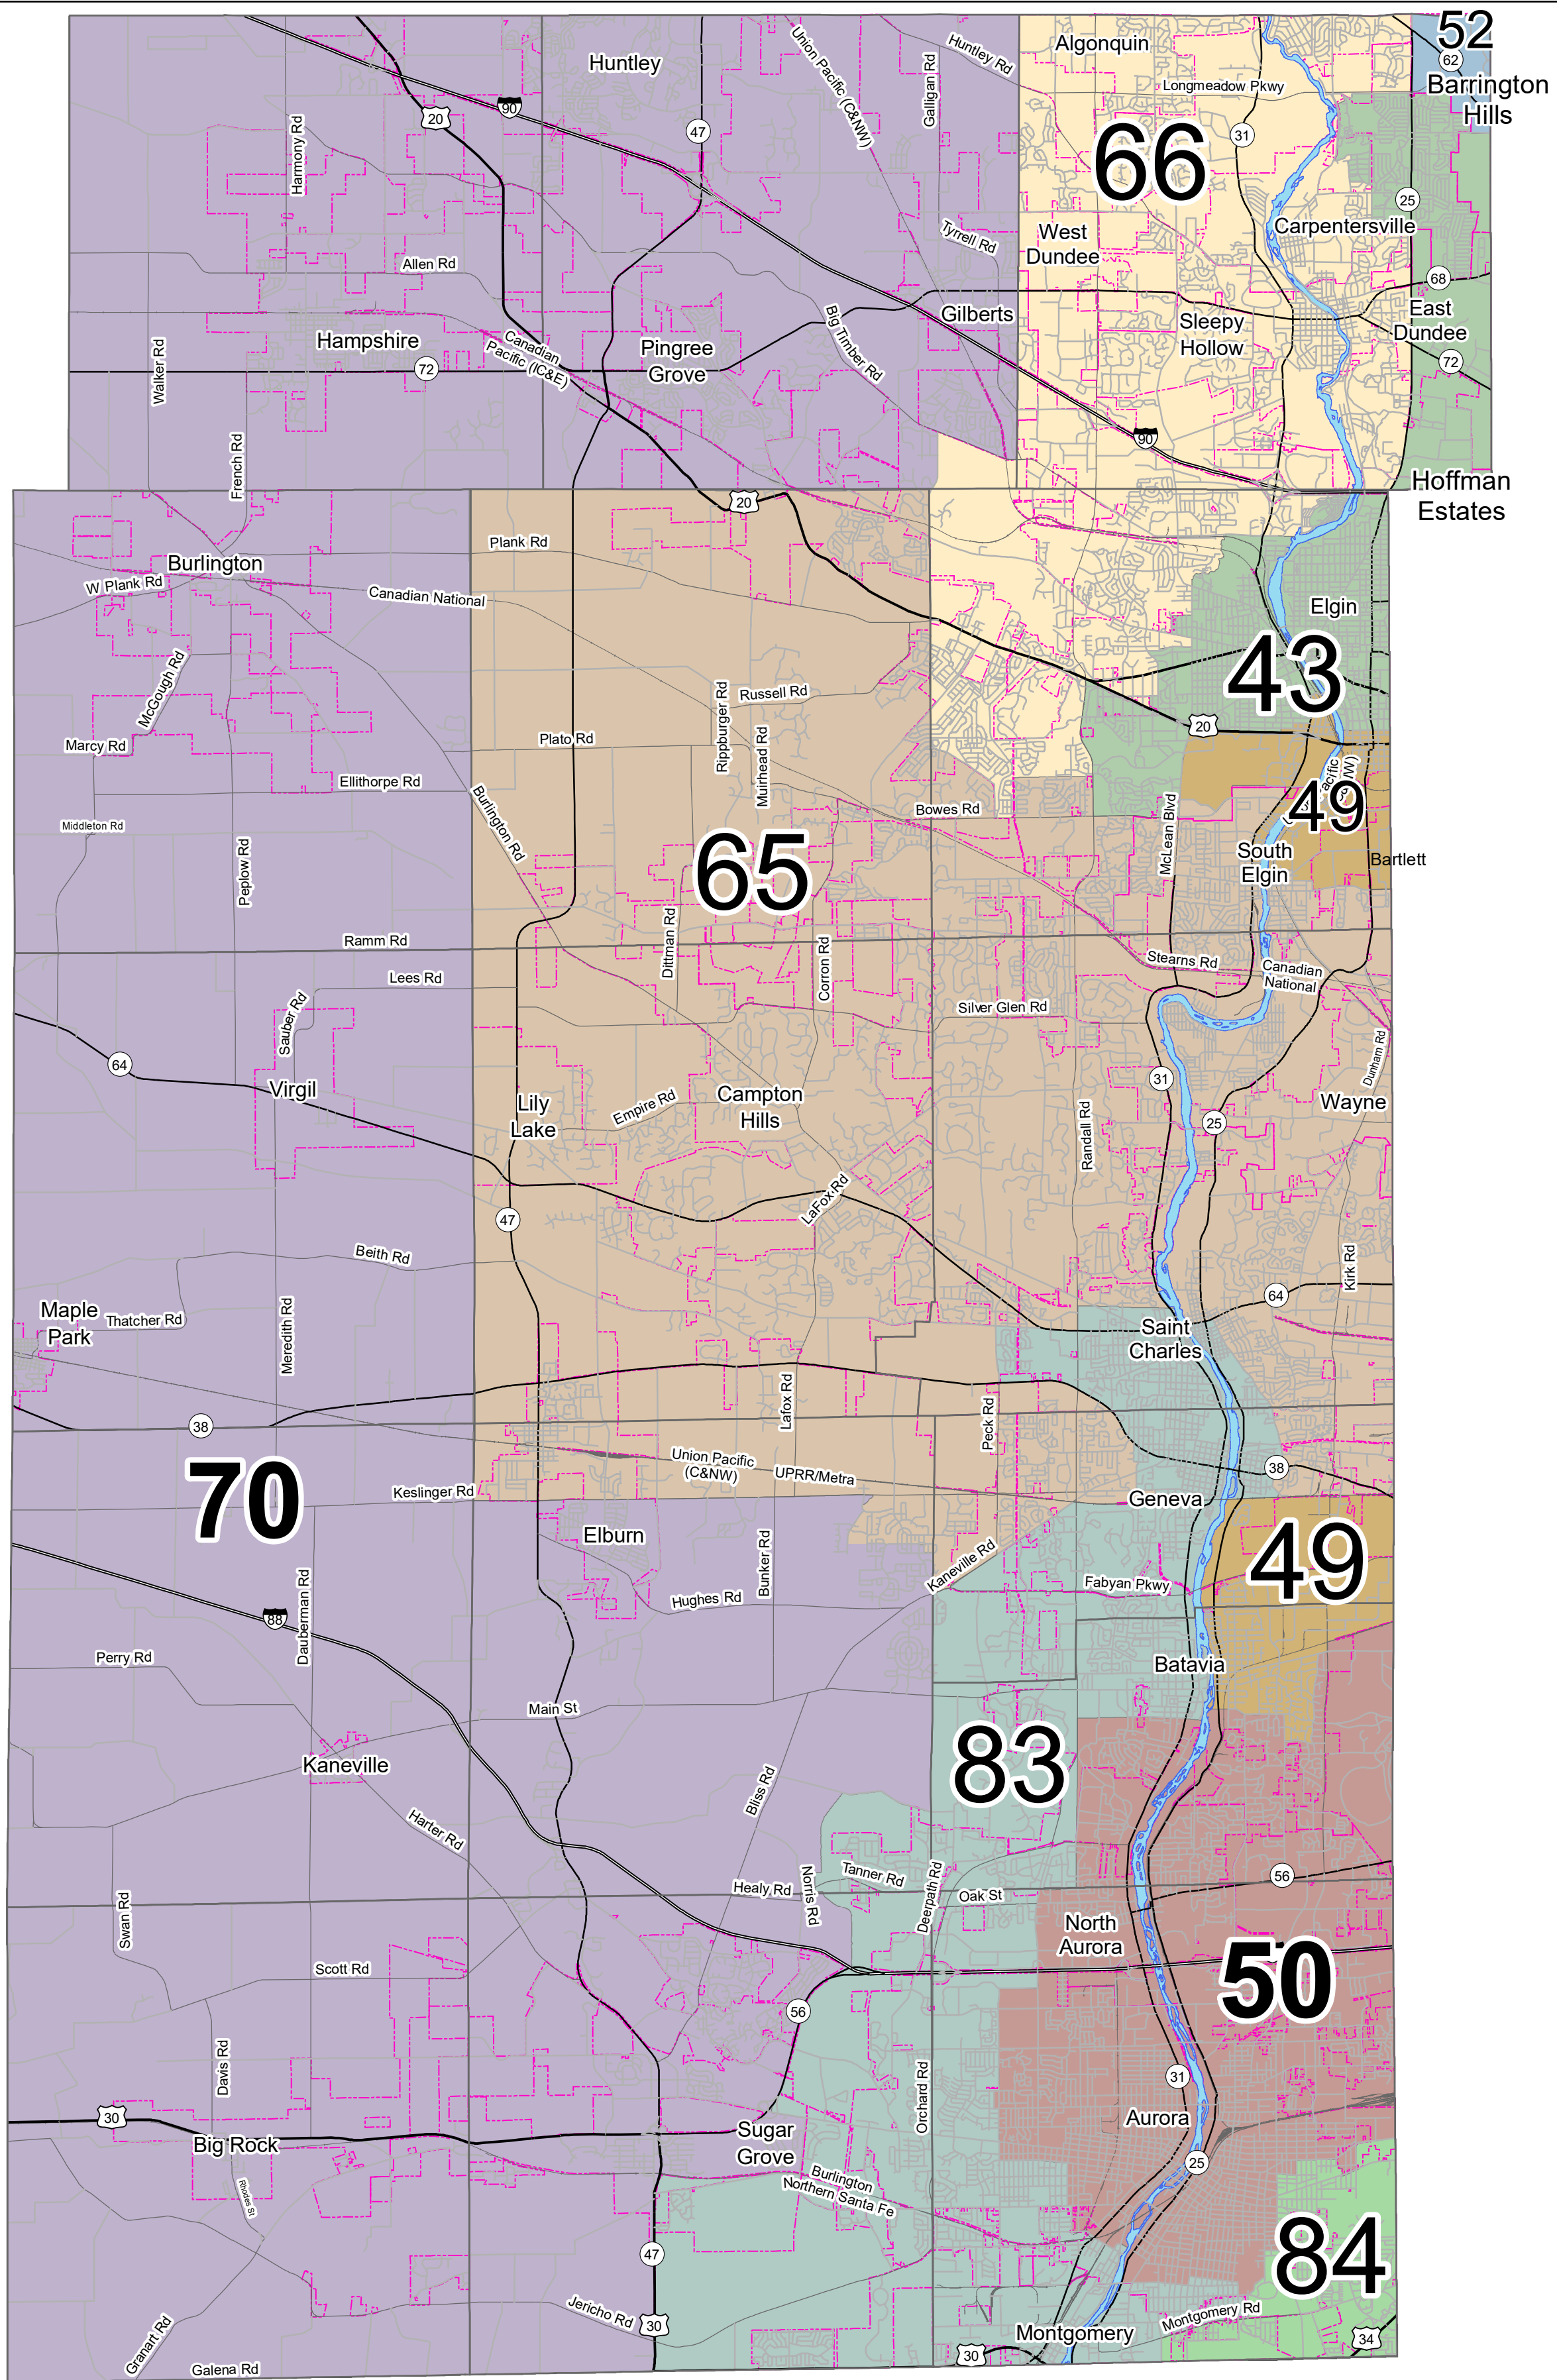 52
62
Barrington
Hills
Algonquin
Huntley Rd
Union Pacific (C&NW)
Galligan Rd
Huntley
Longmeadow Pkwy
90
20
47
31
Harmony Rd
66
25
Carpentersville
West
Dundee
Tyrrell Rd
Allen Rd
68
East
Dundee
Gilberts
Sleepy
Hollow
Big Timber Rd
Hampshire
Canadian
Pacific (IC&E)
Pingree
Grove
Walker Rd
72
72
French Rd
90
Hoffman
Estates
20
Plank Rd
Burlington
W Plank Rd
Canadian National
Elgin
43
McGough Rd
Rippburger Rd
Russell Rd
20
Marcy Rd
Plato Rd
Muirhead Rd
Ellithorpe Rd
Burlington Rd
Bowes Rd
McLean Blvd
49
Middleton Rd
65
South
Elgin
Bartlett
Peplow Rd
Ramm Rd
Dittman Rd
Corron Rd
Stearns Rd
Canadian
National
Lees Rd
Silver Glen Rd
Sauber Rd
Dunham Rd
64
31
Virgil
Lily
Lake
Empire Rd
Campton
Hills
Wayne
25
Randall Rd
LaFox Rd
47
Beith Rd
Kirk Rd
64
Maple
Park
Thatcher Rd
Meredith Rd
Saint
Charles
Lafox Rd
Peck Rd
38
Union Pacific
(C&NW)
UPRR/Metra
38
70
Keslinger Rd
Geneva
Elburn
Bunker Rd
49
Kaneville Rd
Fabyan Pkwy
Hughes Rd
88
Dauberman Rd
Perry Rd
Batavia
Main St
83
Kaneville
Bliss Rd
Harter Rd
Tanner Rd
56
Healy Rd
Norris Rd
Deerpath Rd
Oak St
Swan Rd
North
Aurora
Scott Rd
50
56
Davis Rd
Orchard Rd
31
30
Aurora
Big Rock
Sugar
Grove
25
Rhodes St
Burlington
Northern Santa Fe
84
47
Jericho Rd
30
Montgomery Rd
Montgomery
Granart Rd
30
34
Galena Rd